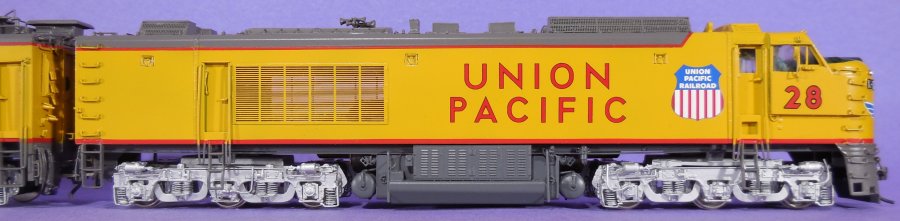 UNION
PACIFIC
UNION
PACIFIC
RAILROAD
28